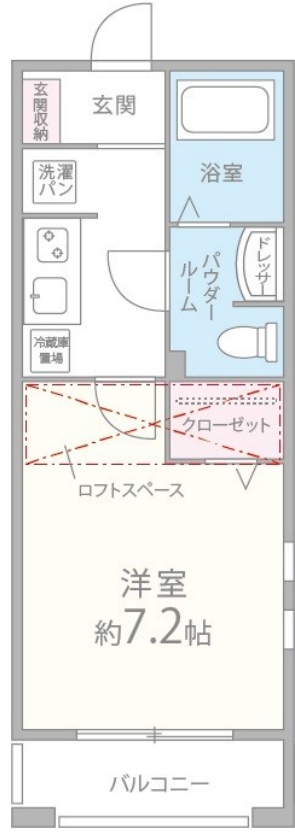 玄関収納
玄関
洗濯
パン
浴室
ドレッサー
パウダー
ルーム
冷蔵庫
置場
クローゼット
ロフトスペース
洋室
約7.2帖
バルコニー